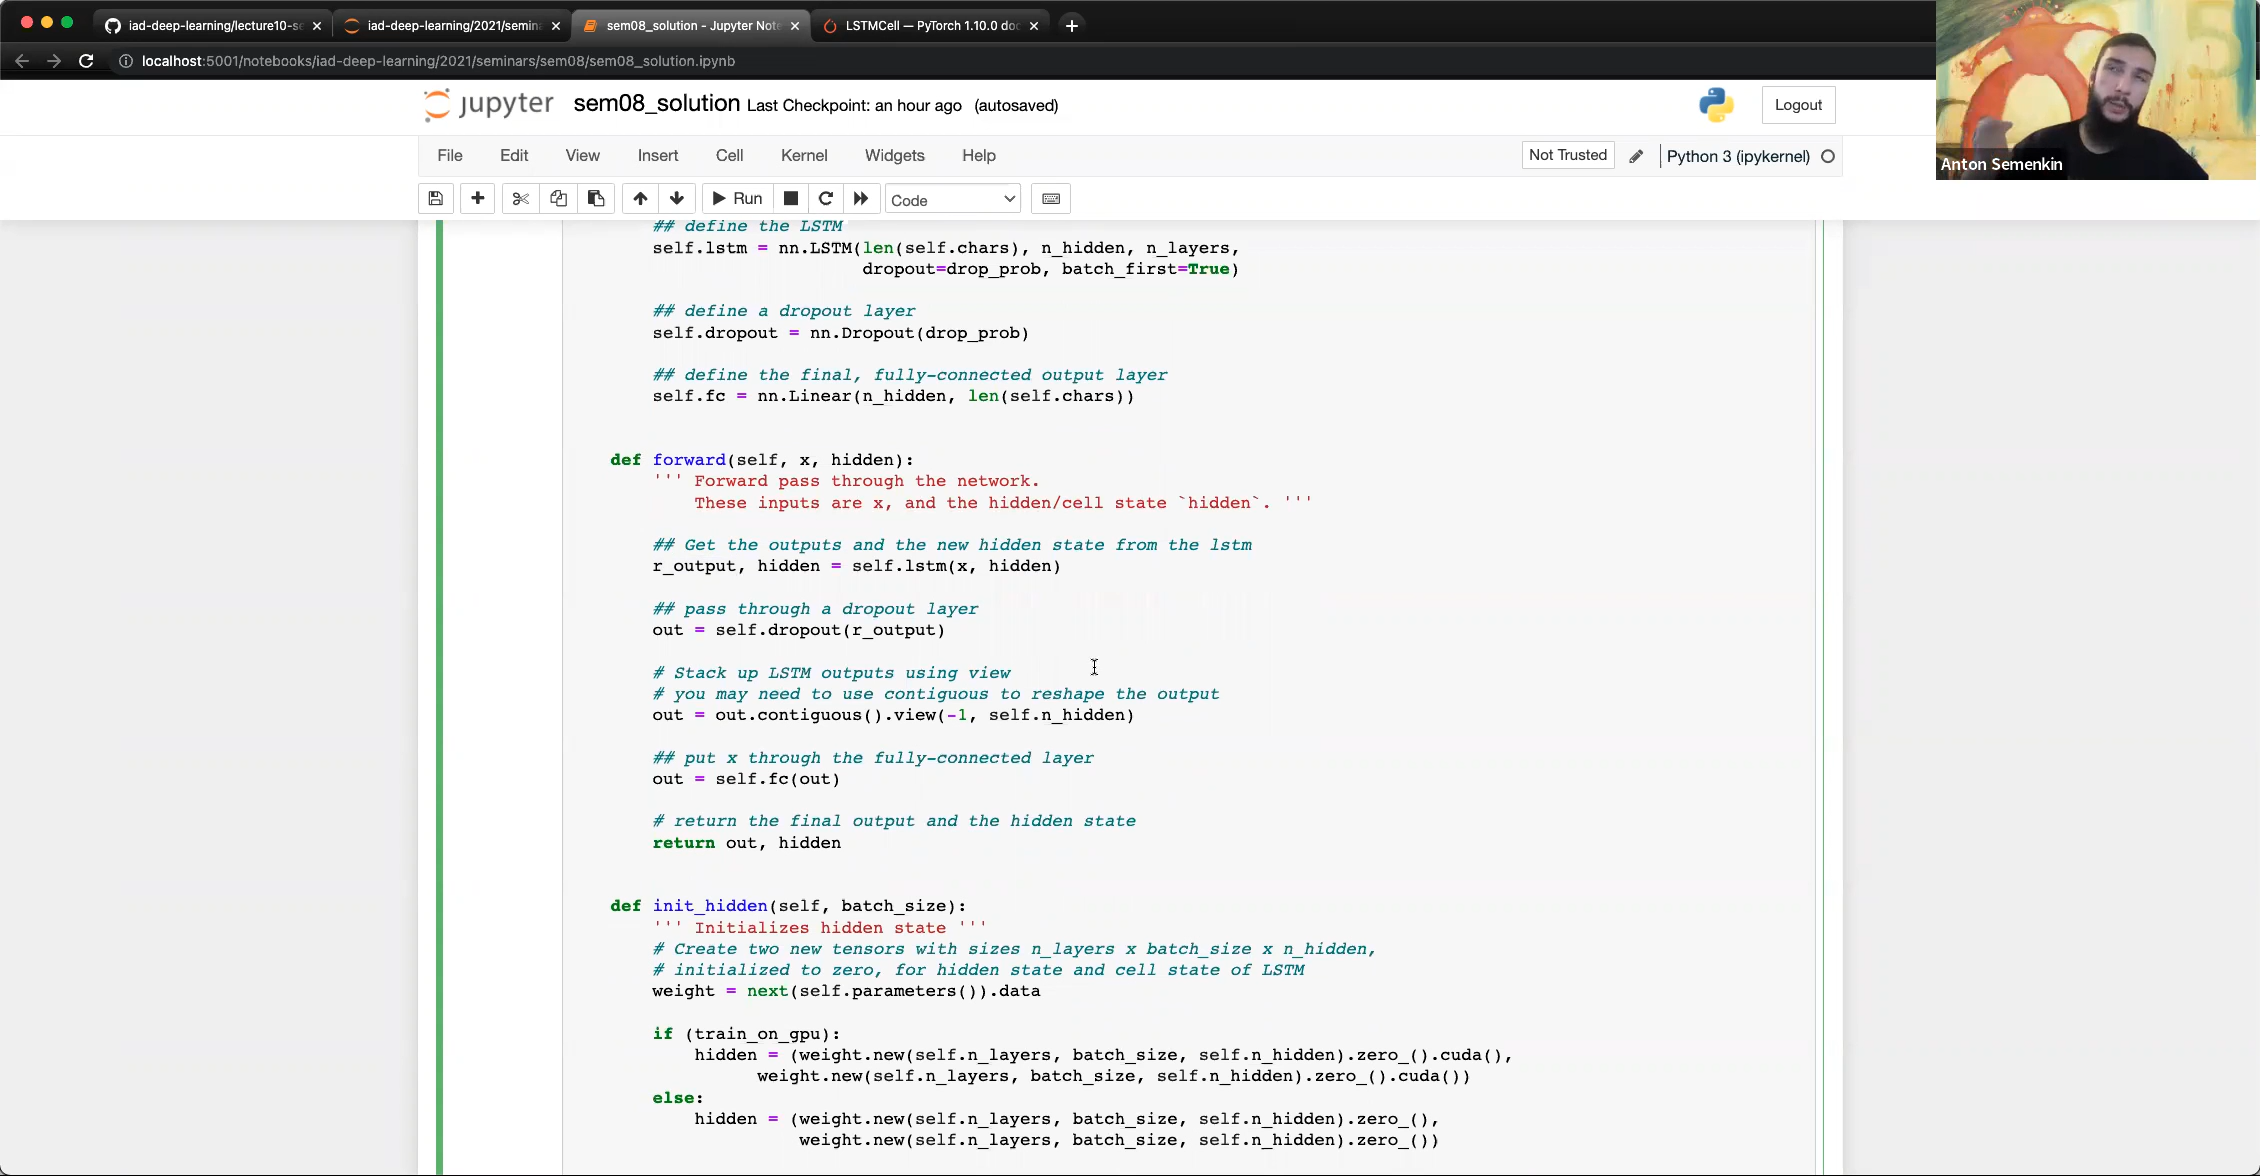 iad-deep-learning/lecture10-se
iad-deep-learning/2021/semina
sem08_solution - Jupyter Note
LSTMCell — PyTorch 1.10.0 doc
localhost:5001/notebooks/iad-deep-learning/2021/seminars/sem08/sem08_solution.ipynb
jupyter sem08_solution Last Checkpoint: an hour ago (autosaved)
Logout
File Edit View Insert Cell Kernel Widgets Help
Not Trusted
Python 3 (ipykernel)
Run
Code
Anton Semenkin
## define the LSTM
self.lstm = nn.LSTM(len(self.chars), n_hidden, n_layers,
dropout=drop_prob, batch_first=True)
## define a dropout layer
self.dropout = nn.Dropout(drop_prob)
## define the final, fully-connected output layer
self.fc = nn.Linear(n_hidden, len(self.chars))
def forward(self, x, hidden):
''' Forward pass through the network.
These inputs are x, and the hidden/cell state `hidden`. '''
## Get the outputs and the new hidden state from the lstm
r_output, hidden = self.lstm(x, hidden)
## pass through a dropout layer
out = self.dropout(r_output)
# Stack up LSTM outputs using view
# you may need to use contiguous to reshape the output
out = out.contiguous().view(-1, self.n_hidden)
## put x through the fully-connected layer
out = self.fc(out)
# return the final output and the hidden state
return out, hidden
def init_hidden(self, batch_size):
''' Initializes hidden state '''
# Create two new tensors with sizes n_layers x batch_size x n_hidden,
# initialized to zero, for hidden state and cell state of LSTM
weight = next(self.parameters()).data
if (train_on_gpu):
hidden = (weight.new(self.n_layers, batch_size, self.n_hidden).zero_().cuda(),
weight.new(self.n_layers, batch_size, self.n_hidden).zero_().cuda())
else:
hidden = (weight.new(self.n_layers, batch_size, self.n_hidden).zero_(),
weight.new(self.n_layers, batch_size, self.n_hidden).zero_())